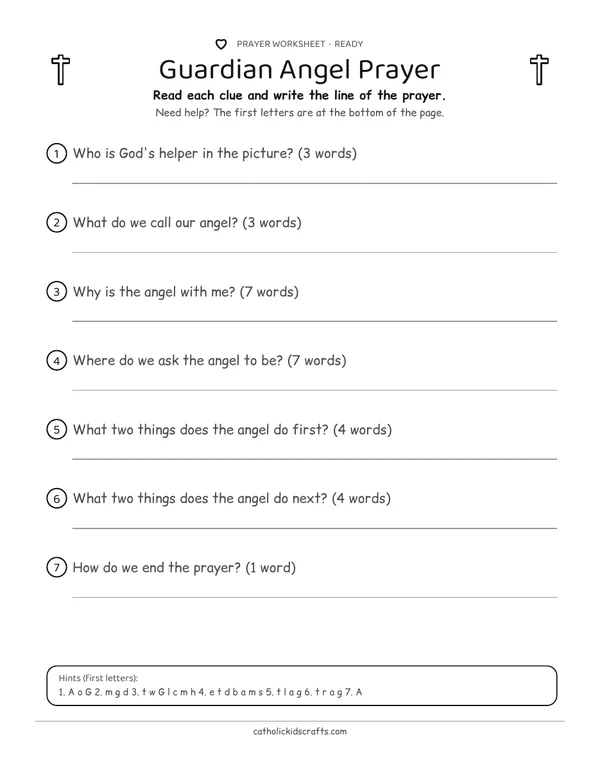 PRAYER WORKSHEET · READY
Guardian Angel Prayer
Read each clue and write the line of the prayer.
Need help? The first letters are at the bottom of the page.
1 Who is God's helper in the picture? (3 words)
2 What do we call our angel? (3 words)
3 Why is the angel with me? (7 words)
4 Where do we ask the angel to be? (7 words)
5 What two things does the angel do first? (4 words)
6 What two things does the angel do next? (4 words)
7 How do we end the prayer? (1 word)
Hints (first letters):
1. A o G 2. m g d 3. t w G l c m h 4. e t d b a m s 5. t l a g 6. t r a g 7. A
catholickidscrafts.com